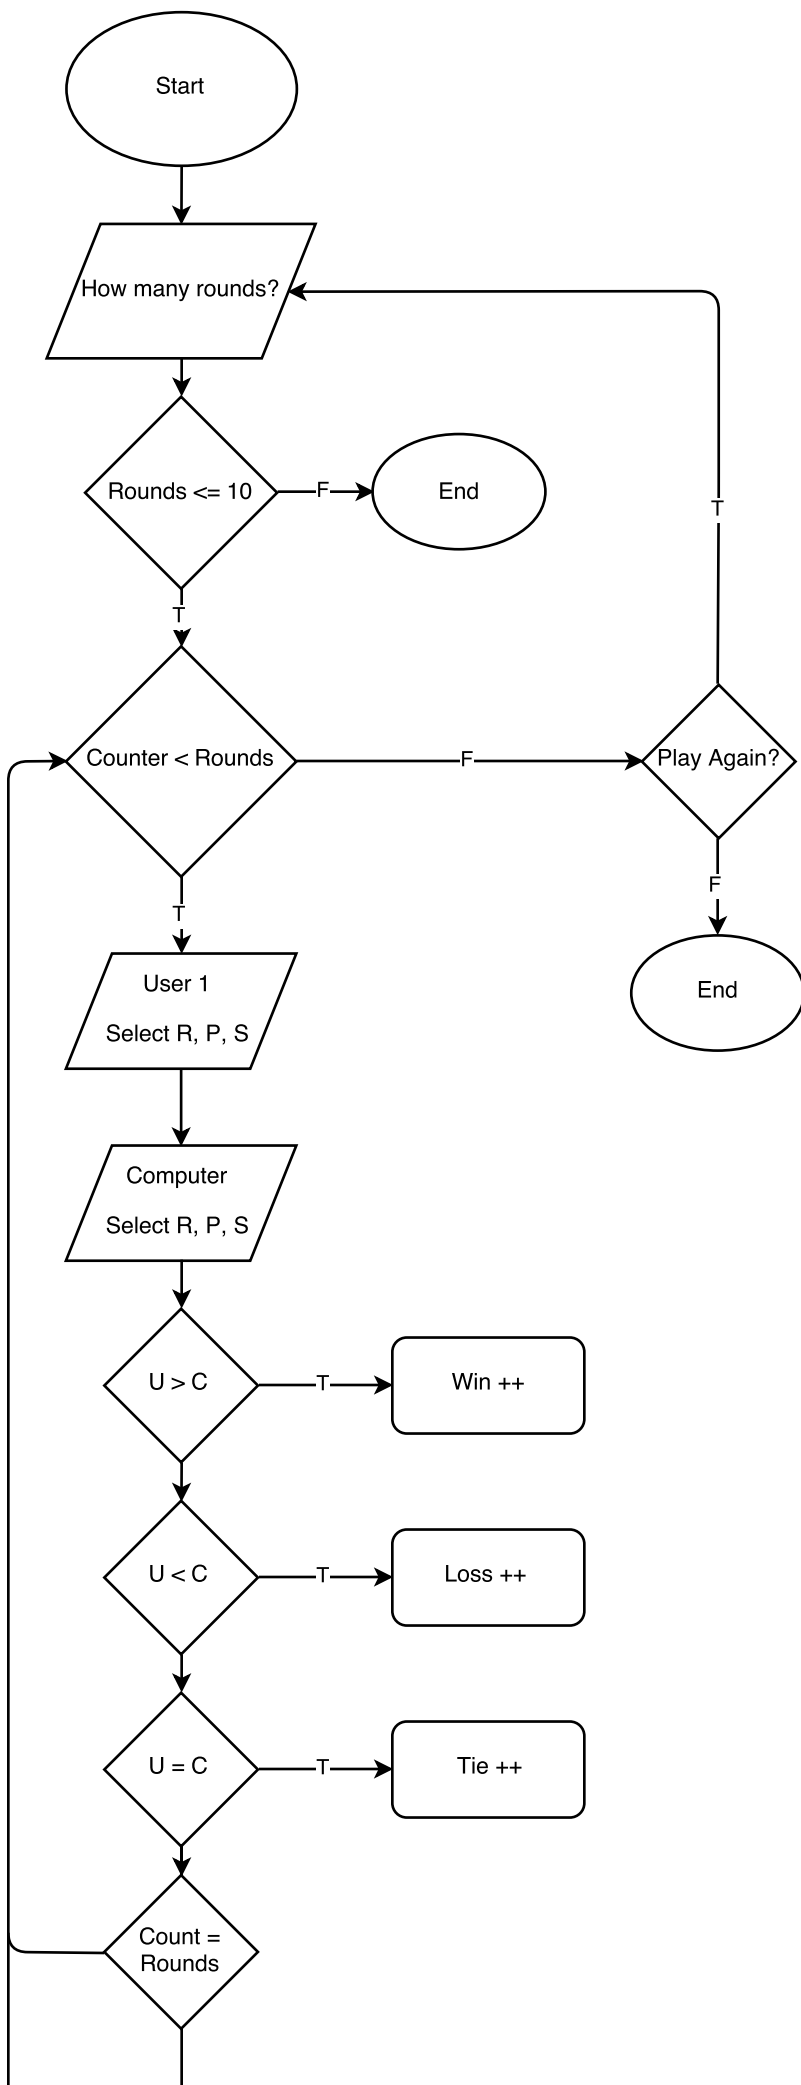 Start
How many rounds?
Rounds <= 10
F
End
T
T
Counter < Rounds
F
Play Again?
T
F
User 1
Select R, P, S
End
Computer
Select R, P, S
U > C
T
Win ++
U < C
T
Loss ++
U = C
T
Tie ++
Count =
Rounds